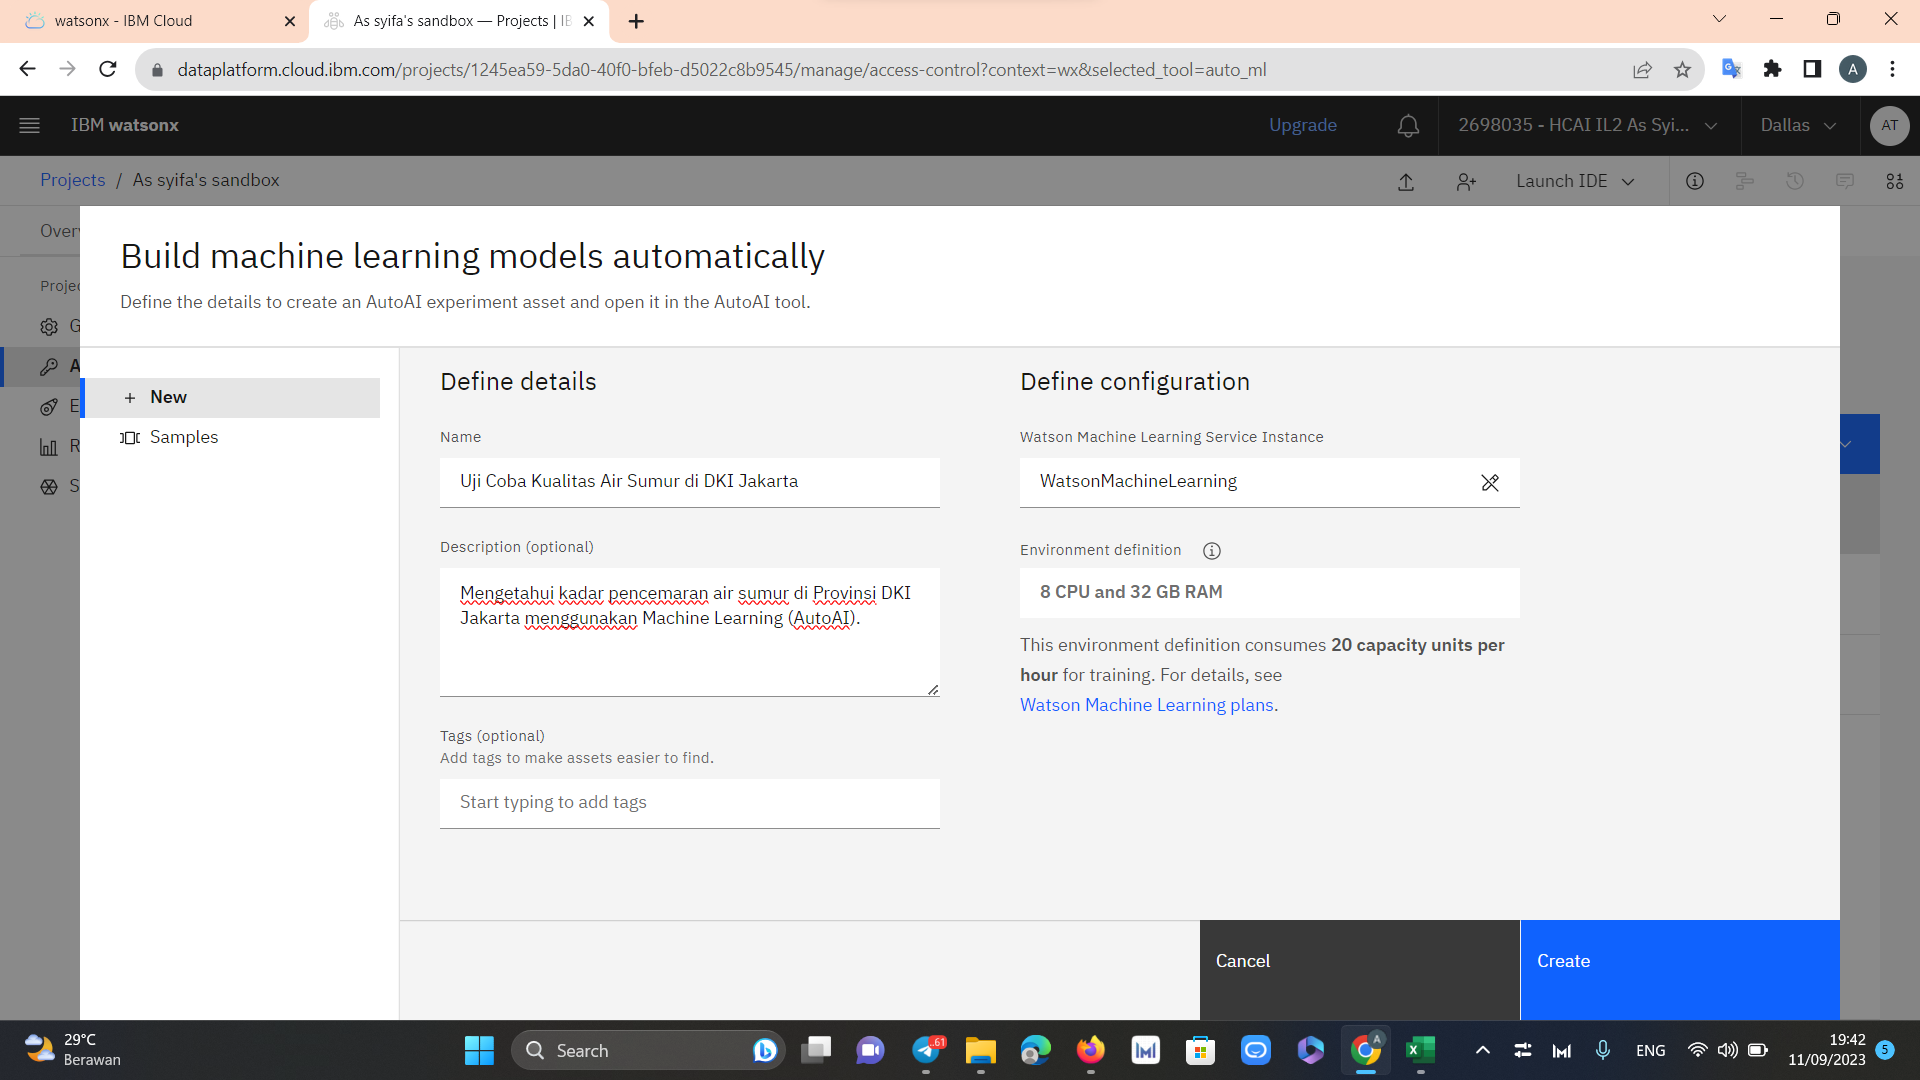 watsonx - IBM Cloud
As syifa's sandbox — Projects | IB
dataplatform.cloud.ibm.com/projects/1245ea59-5da0-40f0-bfeb-d5022c8b9545/manage/access-control?context=wx&selected_tool=auto_ml
A
IBM watsonx
Upgrade
2698035 - HCAI IL2 As Syi...
Dallas
AT
Projects / As syifa's sandbox
Launch IDE
Over
Projec
G
A
E
R
S
Build machine learning models automatically
Define the details to create an AutoAI experiment asset and open it in the AutoAI tool.
+ New
Samples
Define details
Name
Uji Coba Kualitas Air Sumur di DKI Jakarta
Description (optional)
Mengetahui kadar pencemaran air sumur di Provinsi DKI
Jakarta menggunakan Machine Learning (AutoAI).
Tags (optional)
Add tags to make assets easier to find.
Start typing to add tags
Define configuration
Watson Machine Learning Service Instance
WatsonMachineLearning
Environment definition
8 CPU and 32 GB RAM
This environment definition consumes 20 capacity units per
hour for training. For details, see
Watson Machine Learning plans.
Cancel
Create
29°C
Berawan
Search
61
A
ENG
19:42
11/09/2023
5